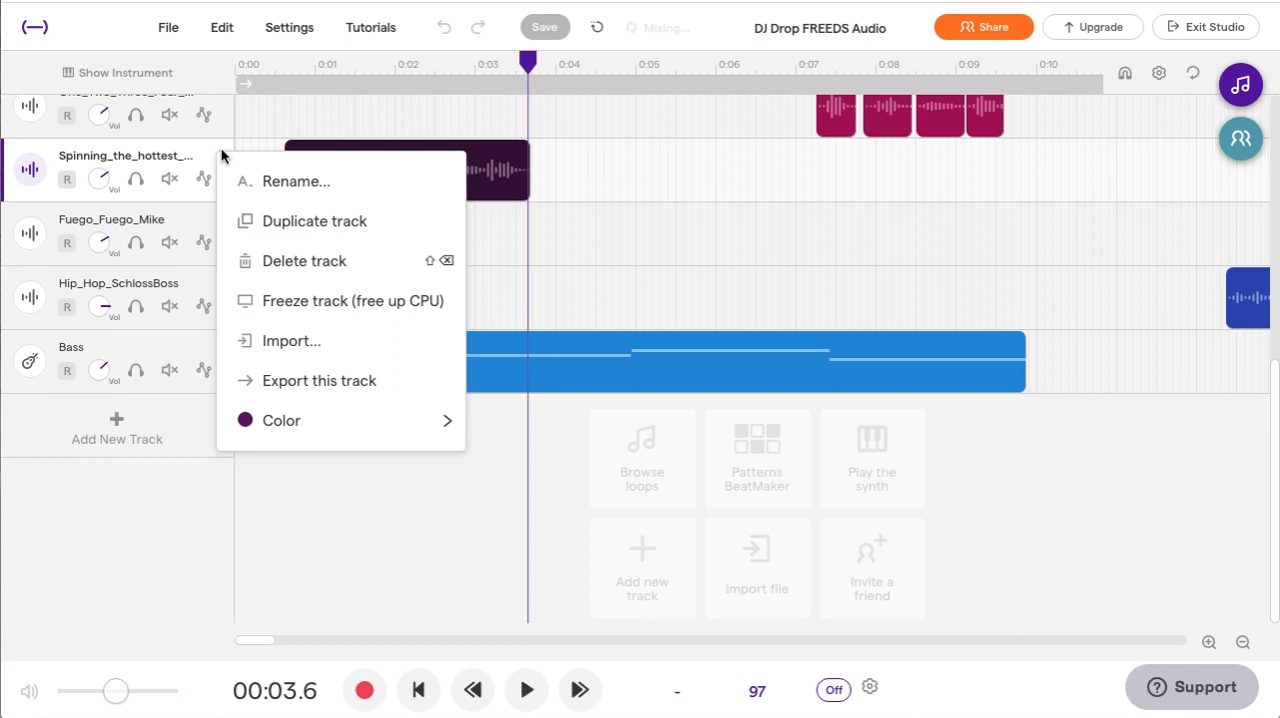 File Edit Settings Tutorials Save Mixing... DJ Drop FREEDS Audio Share Upgrade Exit Studio
Show Instrument 0:00 0:01 0:02 0:03 0:04 0:05 0:06 0:07 0:08 0:09 0:10
R Vol
Spinning_the_hottest_...
R Vol
Fuego_Fuego_Mike
R Vol
Hip_Hop_SchlossBoss
R Vol
Bass
R Vol
Add New Track
A.. Rename...
Duplicate track
Delete track
Freeze track (free up CPU)
Import...
Export this track
Color
Browse
loops
Patterns
BeatMaker
Play the
synth
Add new
track
Import file
Invite a
friend
00:03.6 - 97 Off
Support